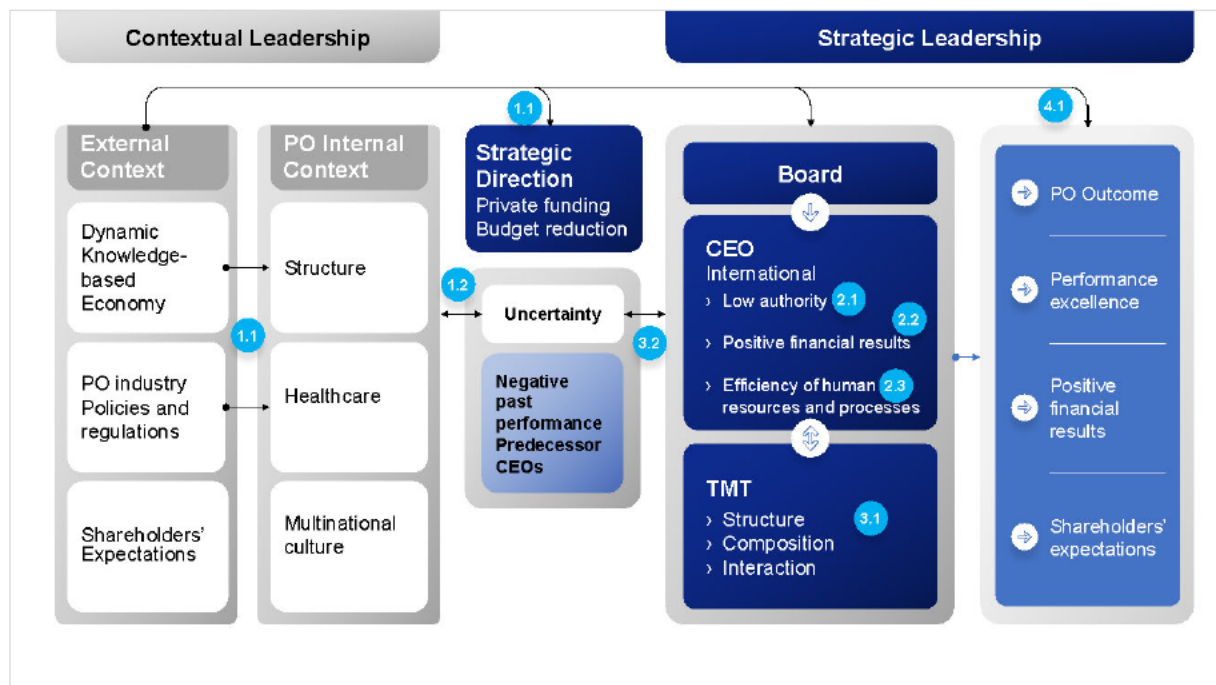 Contextual Leadership
Strategic Leadership
1.1
4.1
External
Context
Dynamic
Knowledge-
based
Economy
PO industry
Policies and
regulations
Shareholders'
Expectations
1.1
PO Internal
Context
Structure
Healthcare
Multinational
culture
Strategic
Direction
Private funding
Budget reduction
1.2
Uncertainty
3.2
Negative
past
performance
Predecessor
CEOs
Board
CEO
International
› Low authority 2.1
2.2
› Positive financial results
› Efficiency of human 2.3
resources and processes
TMT
› Structure 3.1
› Composition
› Interaction
PO Outcome
Performance
excellence
Positive
financial
results
Shareholders'
expectations